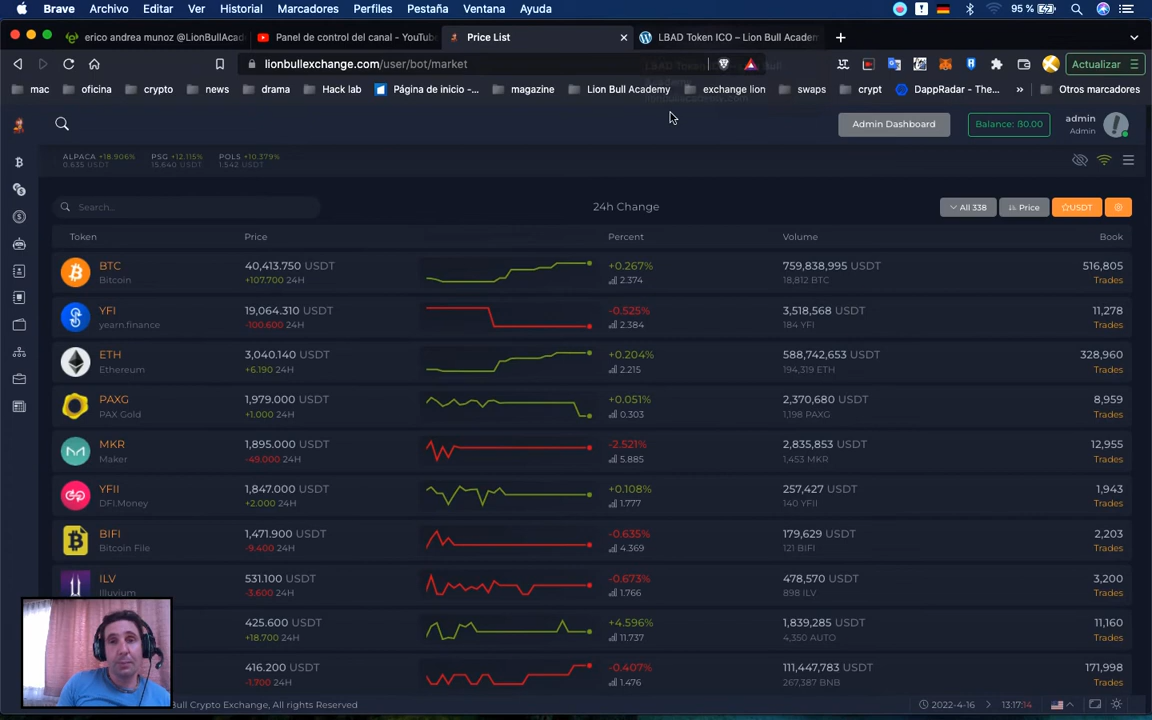 Brave Archivo Editar Ver Historial Marcadores Perfiles Pestaña Ventana Ayuda 95 %
erico andrea munoz @LionBullAcad Panel de control del canal - YouTub Price List LBAD Token ICO – Lion Bull Academ
lionbullexchange.com/user/bot/market Actualizar
mac oficina crypto news drama Hack lab Página de inicio -... magazine Lion Bull Academy exchange lion swaps crypt DappRadar - The... » Otros marcadores
Admin Dashboard Balance: ₿0.00 admin
Admin
ALPACA +18.906% PSG +12.115% POLS +10.379%
0.635 USDT 15.640 USDT 1.542 USDT
Search... 24h Change All 338 Price USDT
Token Price Percent Volume Book
BTC 40,413.750 USDT +0.267% 759,838,995 USDT 516,805
Bitcoin +107.700 24H 2.374 18,812 BTC Trades
YFI 19,064.310 USDT -0.525% 3,518,568 USDT 11,278
yearn.finance -100.600 24H 2.384 184 YFI Trades
ETH 3,040.140 USDT +0.204% 588,742,653 USDT 328,960
Ethereum +6.190 24H 2.215 194,319 ETH Trades
PAXG 1,979.000 USDT +0.051% 2,370,680 USDT 8,959
PAX Gold +1.000 24H 0.303 1,198 PAXG Trades
MKR 1,895.000 USDT -2.521% 2,835,853 USDT 12,955
Maker -49.000 24H 5.885 1,453 MKR Trades
YFII 1,847.000 USDT +0.108% 257,427 USDT 1,943
DFI.Money +2.000 24H 1.777 140 YFII Trades
BIFI 1,471.900 USDT -0.635% 179,629 USDT 2,203
Bitcoin File -9.400 24H 4.369 121 BIFI Trades
ILV 531.100 USDT -0.673% 478,570 USDT 3,200
Illuvium -3.600 24H 1.766 898 ILV Trades
425.600 USDT +4.596% 1,839,285 USDT 11,160
+18.700 24H 11.737 4,350 AUTO Trades
416.200 USDT -0.407% 111,447,783 USDT 171,998
-1.700 24H 1.476 267,387 BNB Trades
Bull Crypto Exchange, All rights Reserved 2022-4-16 13:17:14